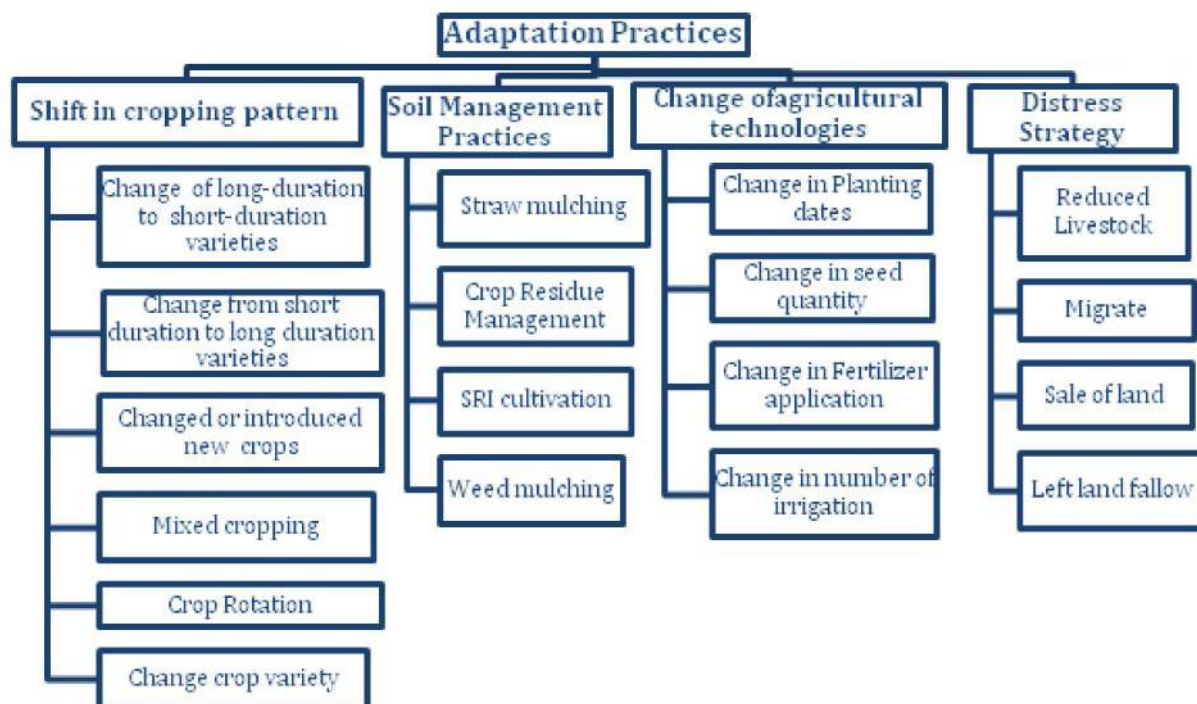 Adaptation Practices
Shift in cropping pattern
Change of long-duration
to short-duration
varieties
Change from short
duration to long duration
varieties
Changed or introduced
new crops
Mixed cropping
Crop Rotation
Change crop variety
Soil Management
Practices
Straw mulching
Crop Residue
Management
SRI cultivation
Weed mulching
Change ofagricultural
technologies
Change in Planting
dates
Change in seed
quantity
Change in Fertilizer
application
Change in number of
irrigation
Distress
Strategy
Reduced
Livestock
Migrate
Sale of land
Left land fallow